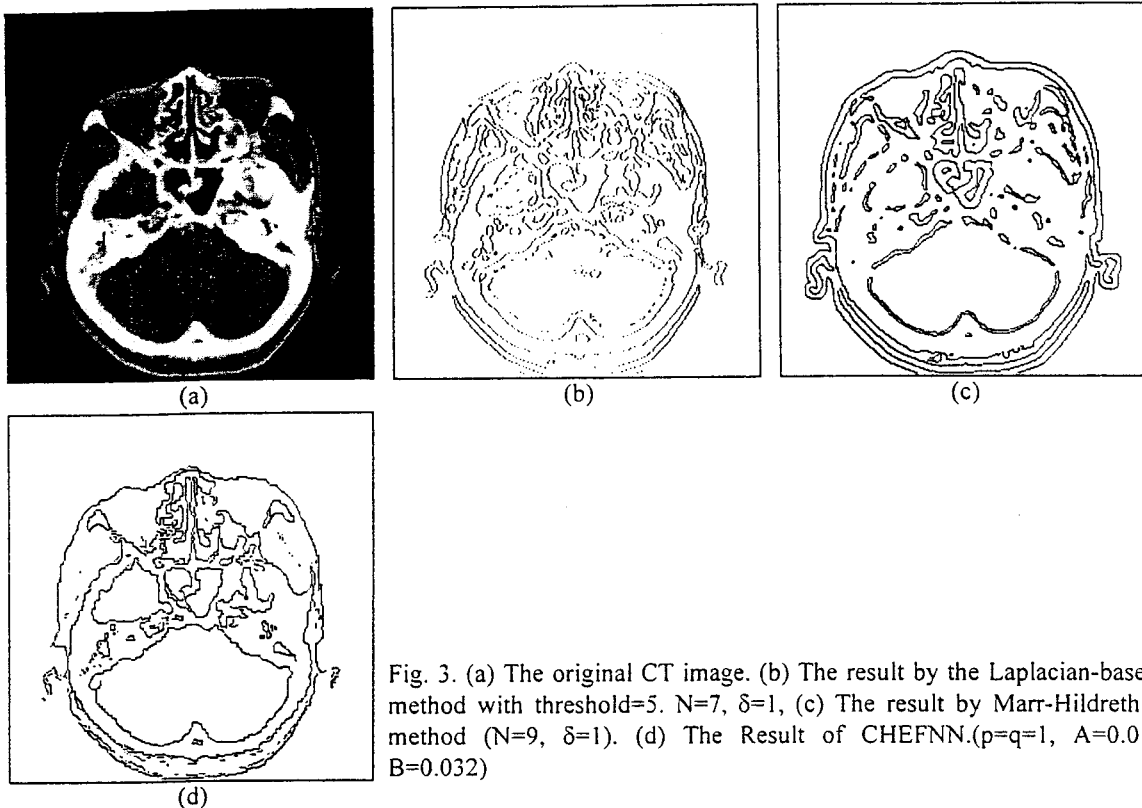 (a)
(b)
(c)
(d)
Fig. 3. (a) The original CT image. (b) The result by the Laplacian-base
method with threshold=5. N=7, δ=1, (c) The result by Marr-Hildreth
method (N=9, δ=1). (d) The Result of CHEFNN.(p=q=1, A=0.0
B=0.032)